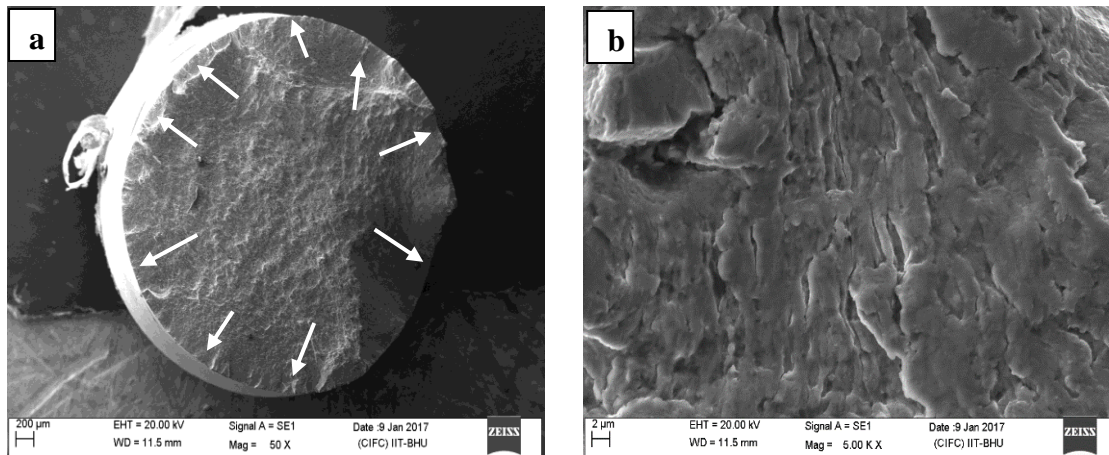 a
200 µm EHT = 20.00 kV Signal A = SE1 Date :9 Jan 2017
WD = 11.5 mm Mag = 50 X (CIFC) IIT-BHU ZEISS
b
2 µm EHT = 20.00 kV Signal A = SE1 Date :9 Jan 2017
WD = 11.5 mm Mag = 5.00 K X (CIFC) IIT-BHU ZEISS